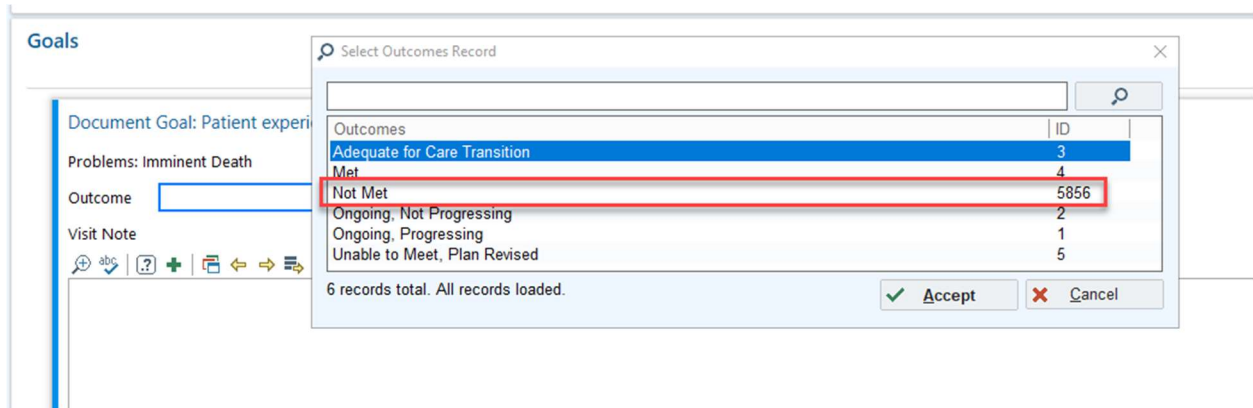 Goals
Select Outcomes Record
Document Goal: Patient experi
Problems: Imminent Death
Outcome
Visit Note
abc
?
Outcomes ID
Adequate for Care Transition 3
Met 4
Not Met 5856
Ongoing, Not Progressing 2
Ongoing, Progressing 1
Unable to Meet, Plan Revised 5
6 records total. All records loaded.
Accept Cancel